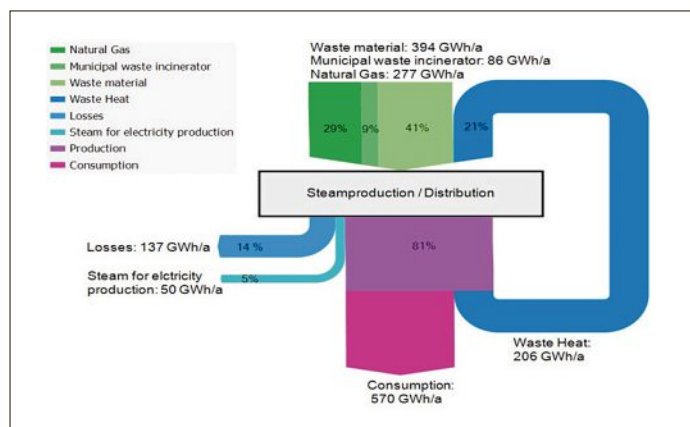 Natural Gas
Municipal waste incinerator
Waste material
Waste Heat
Losses
Steam for electricity production
Production
Consumption
Waste material: 394 GWh/a
Municipal waste incinerator: 86 GWh/a
Natural Gas: 277 GWh/a
29%
9%
41%
21%
Steamproduction / Distribution
Losses: 137 GWh/a
14 %
81%
Steam for elctricity
production: 50 GWh/a
5%
Waste Heat:
206 GWh/a
Consumption:
570 GWh/a